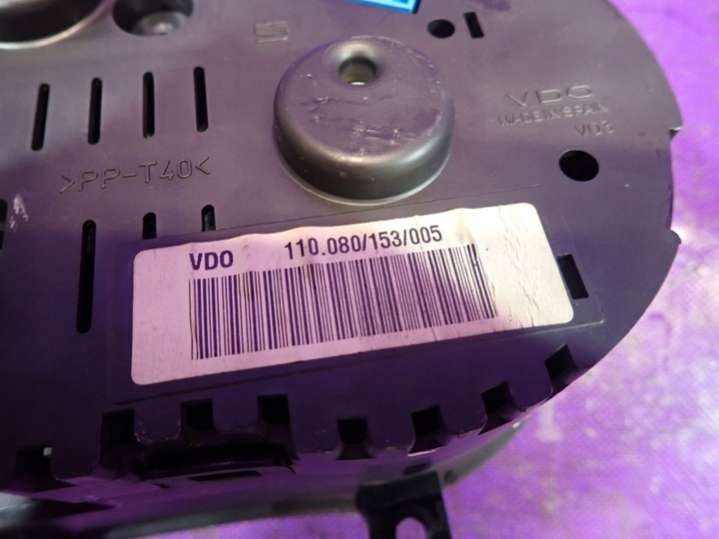 VDO
MADE IN SPAIN
>PP-T40<
VDO 110.080/153/005